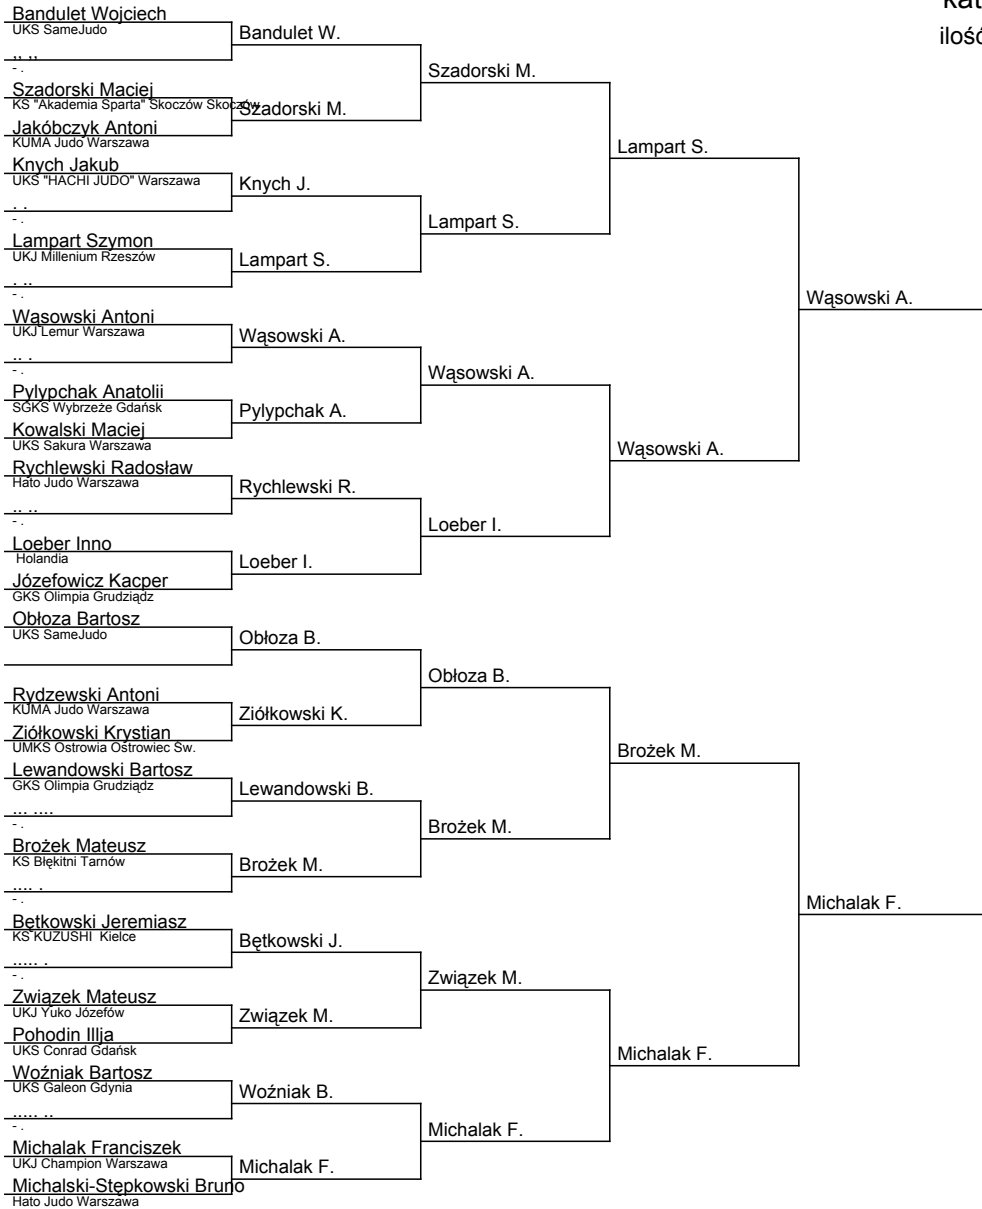 Bandulet Wojciech
UKS SameJudo
.. ..
- .
Szadorski Maciej
KS "Akademia Sparta" Skoczów Skoczów
Jakóbczyk Antoni
KUMA Judo Warszawa
Knych Jakub
UKS "HACHI JUDO" Warszawa
. .
- .
Lampart Szymon
UKJ Millenium Rzeszów
. ..
- .
Wąsowski Antoni
UKJ Lemur Warszawa
.. .
- .
Pylypchak Anatolii
SGKS Wybrzeże Gdańsk
Kowalski Maciej
UKS Sakura Warszawa
Rychlewski Radosław
Hato Judo Warszawa
.. ..
- .
Loeber Inno
Holandia
Józefowicz Kacper
GKS Olimpia Grudziądz
Obłoza Bartosz
UKS SameJudo
Rydzewski Antoni
KUMA Judo Warszawa
Ziółkowski Krystian
UMKS Ostrowia Ostrowiec Św.
Lewandowski Bartosz
GKS Olimpia Grudziądz
... ....
- .
Brożek Mateusz
KS Błękitni Tarnów
.... .
- .
Bętkowski Jeremiasz
KS KUZUSHI Kielce
..... .
- .
Związek Mateusz
UKJ Yuko Józefów
Pohodin Illja
UKS Conrad Gdańsk
Woźniak Bartosz
UKS Galeon Gdynia
..... ..
- .
Michalak Franciszek
UKJ Champion Warszawa
Michalski-Stępkowski Bruno
Hato Judo Warszawa
Bandulet W.
Szadorski M.
Knych J.
Lampart S.
Wąsowski A.
Pylypchak A.
Rychlewski R.
Loeber I.
Obłoza B.
Ziółkowski K.
Lewandowski B.
Brożek M.
Bętkowski J.
Związek M.
Woźniak B.
Michalak F.
Szadorski M.
Lampart S.
Wąsowski A.
Loeber I.
Obłoza B.
Brożek M.
Związek M.
Michalak F.
Lampart S.
Wąsowski A.
Brożek M.
Michalak F.
Wąsowski A.
Michalak F.
ilość